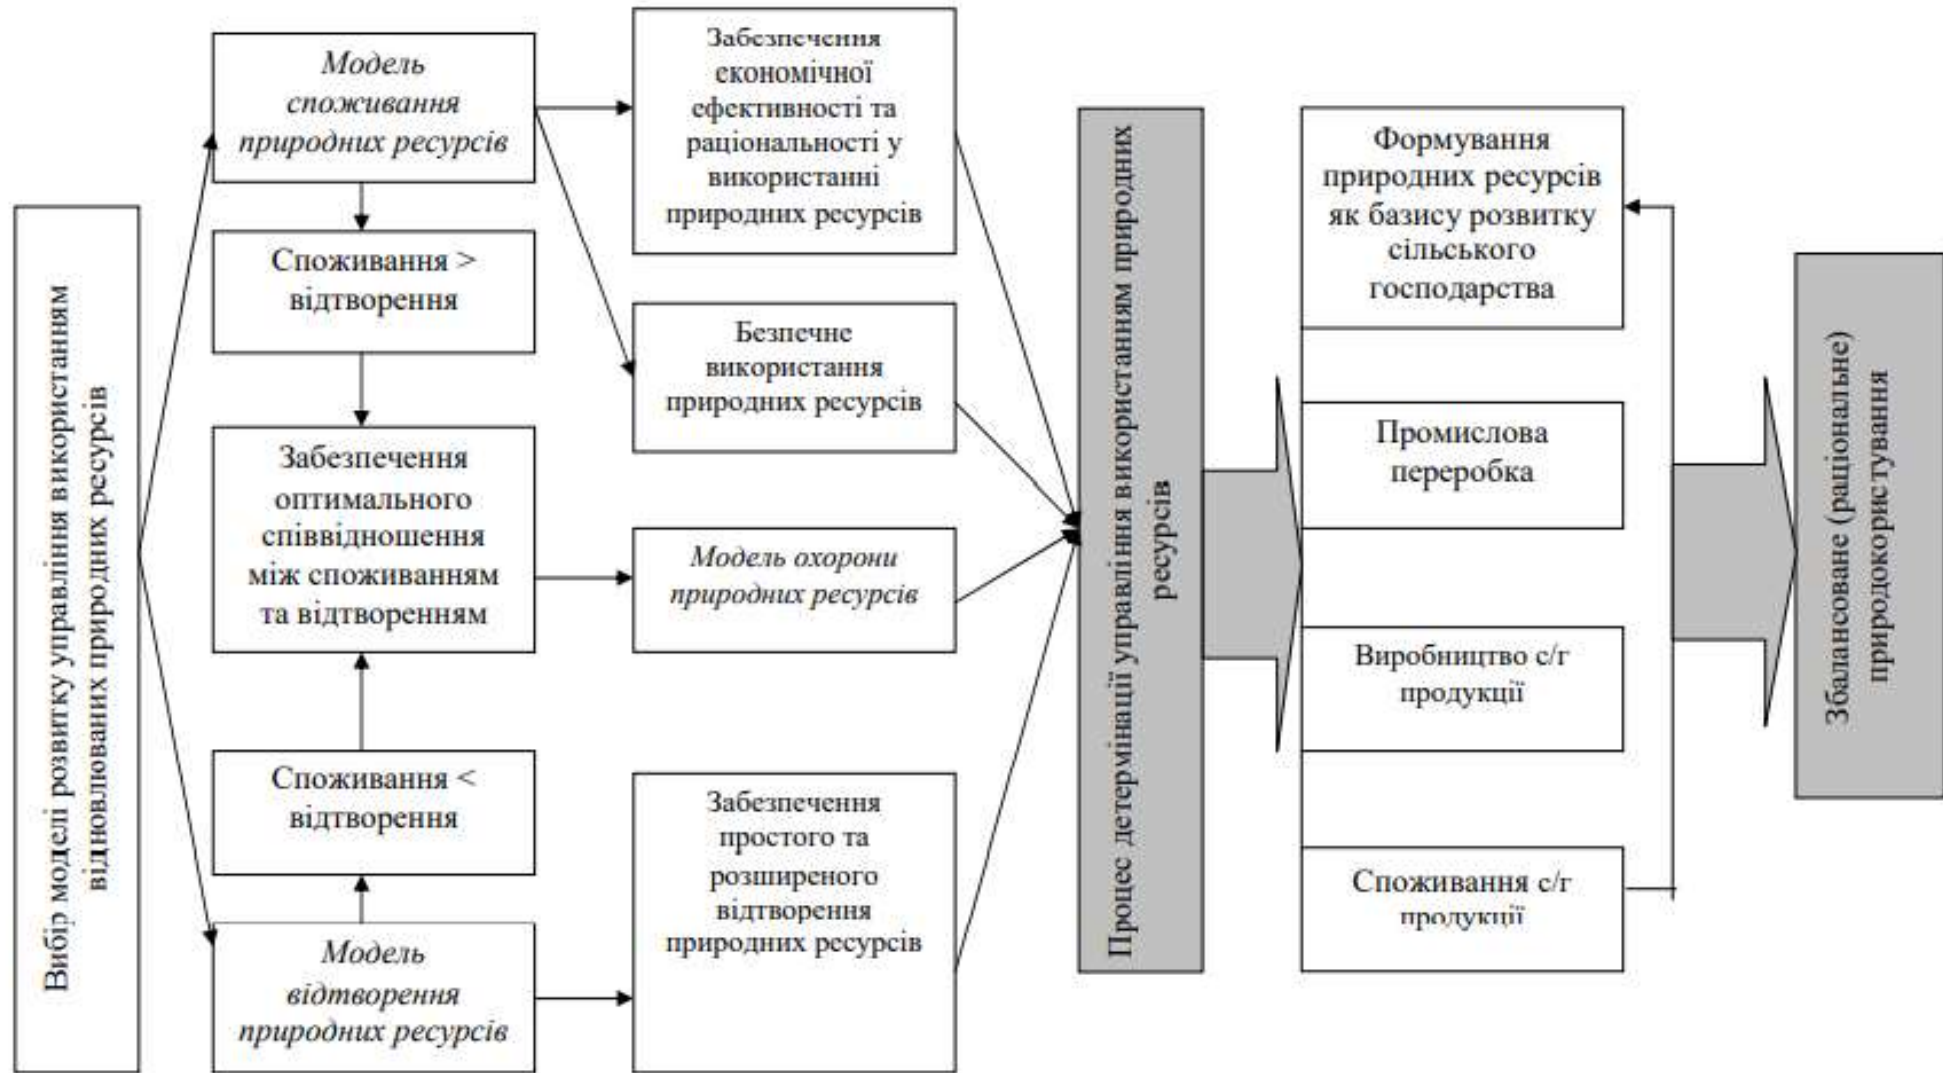 Вибір моделі розвитку управління використанням
відновлюваних природних ресурсів
Модель
споживання
природних ресурсів
Споживання >
відтворення
Забезпечення
оптимального
співвідношення
між споживанням
та відтворенням
Споживання <
відтворення
Модель
відтворення
природних ресурсів
Забезпечення
економічної
ефективності та
раціональності у
використанні
природних ресурсів
Безпечне
використання
природних ресурсів
Модель охорони
природних ресурсів
Забезпечення
простого та
розширеного
відтворення
природних ресурсів
Процес детермінації управління використанням природних
ресурсів
Формування
природних ресурсів
як базису розвитку
сільського
господарства
Промислова
переробка
Виробництво с/г
продукції
Споживання с/г
продукції
Збалансоване (раціональне)
природокористування